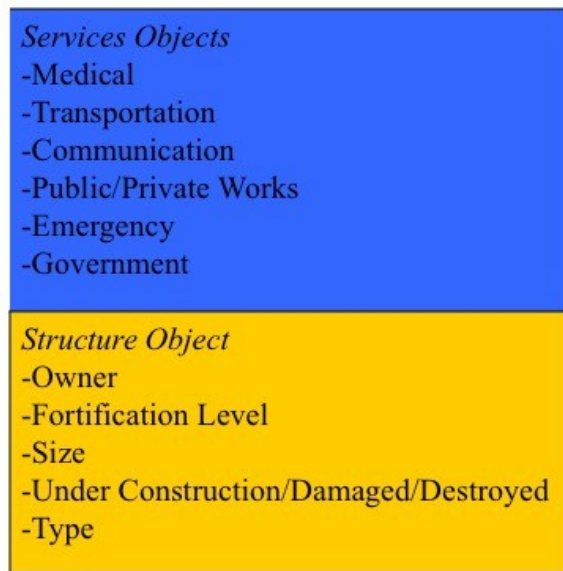 Services Objects
-Medical
-Transportation
-Communication
-Public/Private Works
-Emergency
-Government
Structure Object
-Owner
-Fortification Level
-Size
-Under Construction/Damaged/Destroyed
-Type